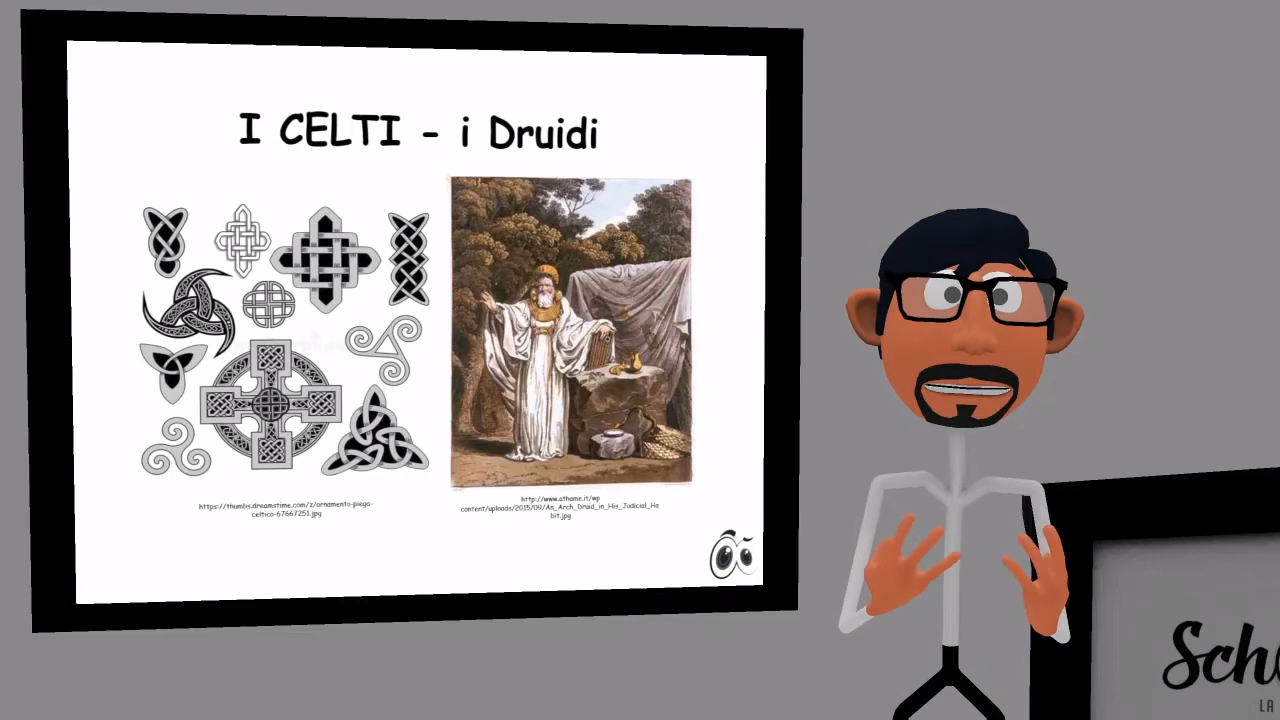 I CELTI - i Druidi
https://thumbs.dreamstime.com/z/ornamento-piega-
celtico-67667251.jpg
http://www.athame.it/wp
content/uploads/2015/09/An_Arch_Druid_in_His_Judicial_Ha
bit.jpg
LA